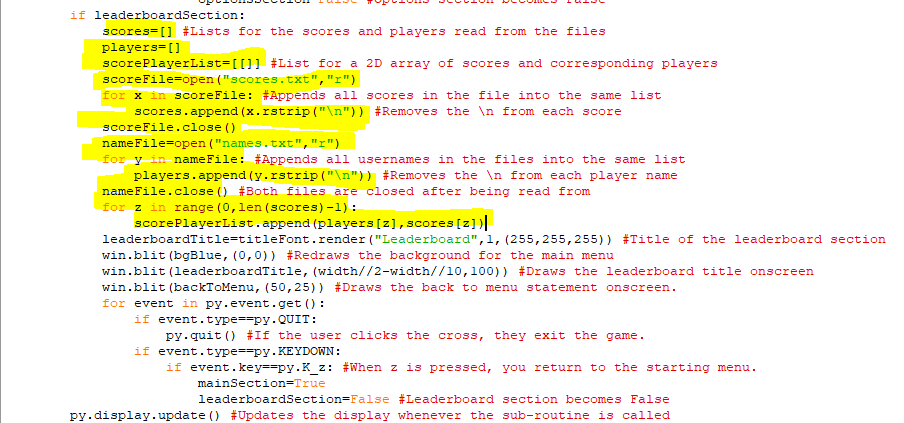 optionsSection=False #Options section becomes False
if leaderboardSection:
scores=[] #Lists for the scores and players read from the files
players=[]
scorePlayerList=[[]] #List for a 2D array of scores and corresponding players
scoreFile=open("scores.txt","r")
for x in scoreFile: #Appends all scores in the file into the same list
scores.append(x.rstrip("\n")) #Removes the \n from each score
scoreFile.close()
nameFile=open("names.txt","r")
for y in nameFile: #Appends all usernames in the files into the same list
players.append(y.rstrip("\n")) #Removes the \n from each player name
nameFile.close() #Both files are closed after being read from
for z in range(0,len(scores)-1):
scorePlayerList.append(players[z],scores[z])
leaderboardTitle=titleFont.render("Leaderboard",1,(255,255,255)) #Title of the leaderboard section
win.blit(bgBlue,(0,0)) #Redraws the background for the main menu
win.blit(leaderboardTitle,(width//2-width//10,100)) #Draws the leaderboard title onscreen
win.blit(backToMenu,(50,25)) #Draws the back to menu statement onscreen.
for event in py.event.get():
if event.type==py.QUIT:
py.quit() #If the user clicks the cross, they exit the game.
if event.type==py.KEYDOWN:
if event.key==py.K_z: #When z is pressed, you return to the starting menu.
mainSection=True
leaderboardSection=False #Leaderboard section becomes False
py.display.update() #Updates the display whenever the sub-routine is called